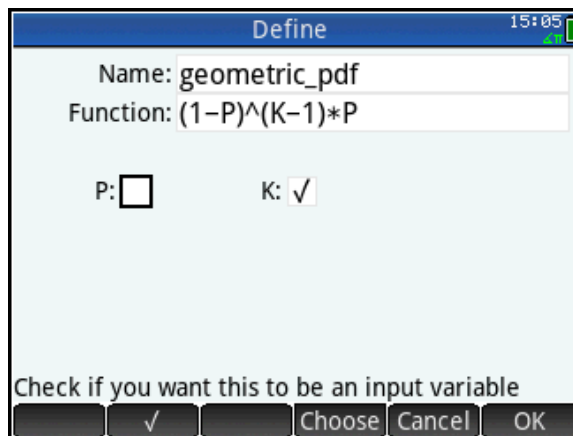 Define
15:05
∡π
Name: geometric_pdf
Function: (1−P)^(K−1)*P
P: K: √
Check if you want this to be an input variable
√ Choose Cancel OK